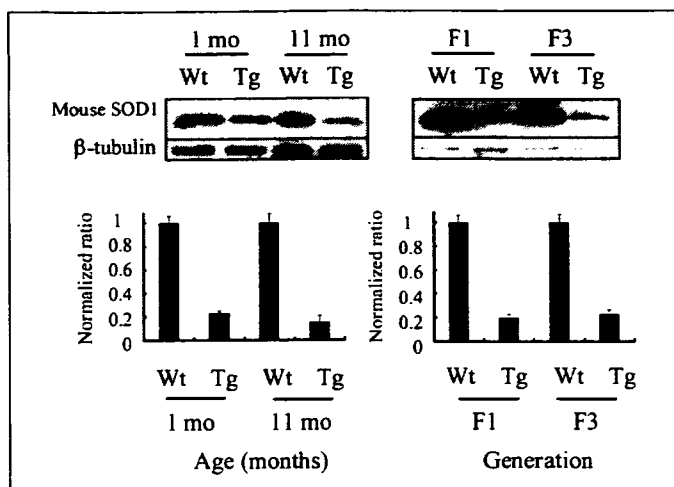 1 mo 11 mo F1 F3
Wt Tg Wt Tg Wt Tg Wt Tg
Mouse SOD1
β-tubulin
Normalized ratio
1
0.8
0.6
0.4
0.2
0
Wt Tg Wt Tg
1 mo 11 mo
Age (months)
Normalized ratio
1
0.8
0.6
0.4
0.2
0
Wt Tg Wt Tg
F1 F3
Generation